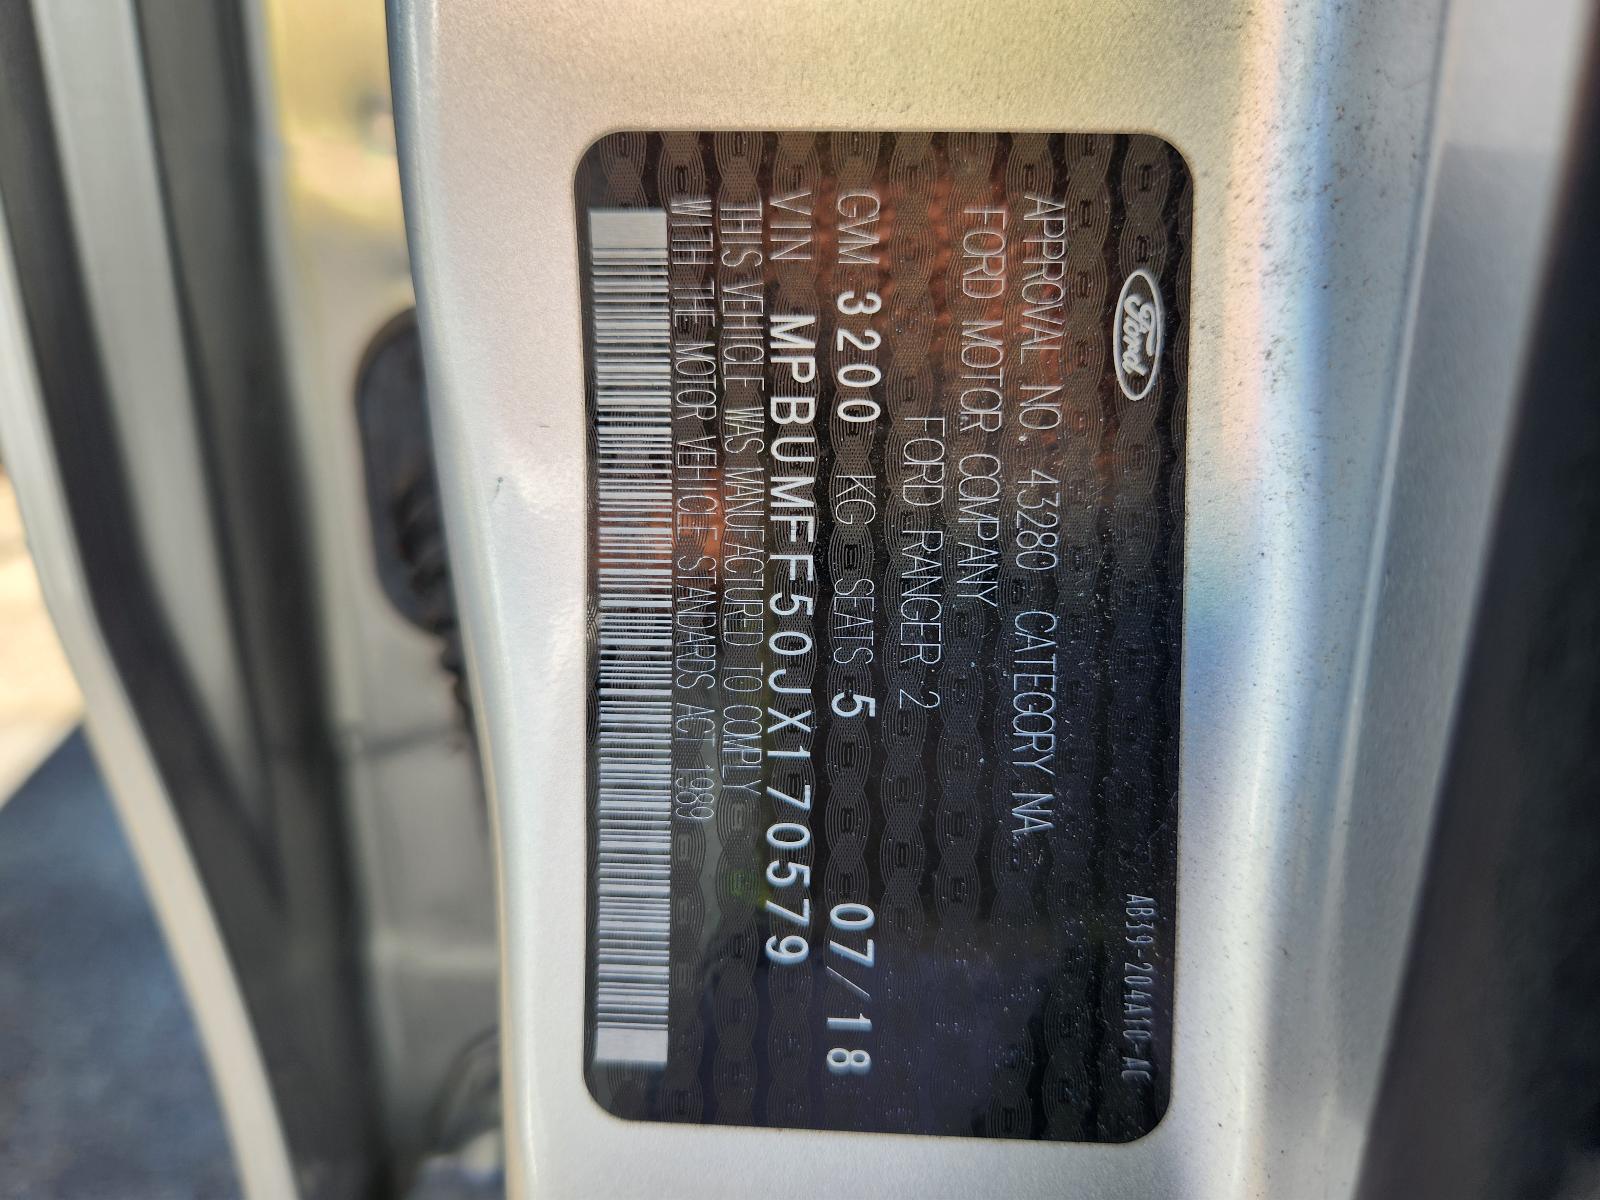 Ford
AB39-204A10-AC
APPROVAL NO. 43280 CATEGORY NA
FORD MOTOR COMPANY
FORD RANGER 2
GVM 3200 KG SEATS 5 07/18
VIN MPBUMFF50JX170579
THIS VEHICLE WAS MANUFACTURED TO COMPLY
WITH THE MOTOR VEHICLE STANDARDS ACT 1989